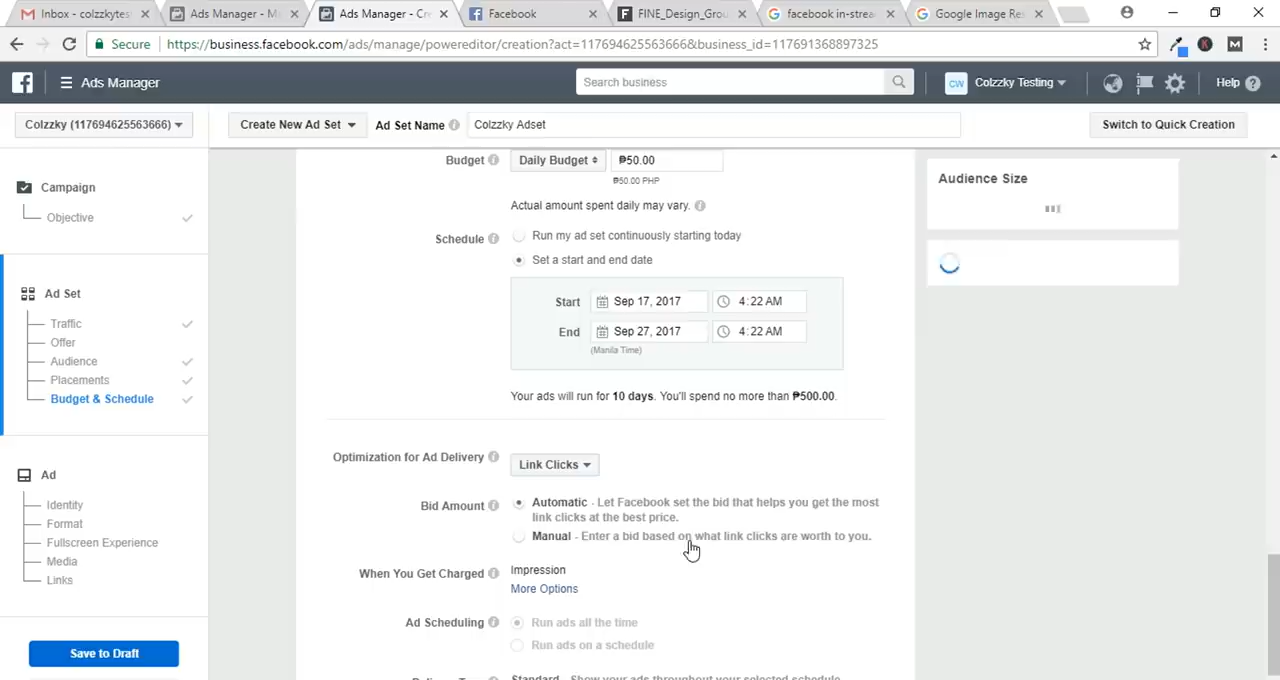 Inbox - colzzkytes
Ads Manager - M
Ads Manager - Cr
Facebook
FINE_Design_Grou
facebook in-strea
Google Image Res
Secure
https://business.facebook.com/ads/manage/powereditor/creation?act=117694625563666&business_id=117691368897325
Ads Manager
Search business
CW
Colzzky Testing
Help
Colzzky (117694625563666)
Create New Ad Set
Ad Set Name
Colzzky Adset
Switch to Quick Creation
Campaign
Objective
Ad Set
Traffic
Offer
Audience
Placements
Budget & Schedule
Ad
Identity
Format
Fullscreen Experience
Media
Links
Save to Draft
Budget
Daily Budget
₱50.00
₱50.00 PHP
Actual amount spent daily may vary.
Schedule
Run my ad set continuously starting today
Set a start and end date
Start
Sep 17, 2017
4:22 AM
End
Sep 27, 2017
4:22 AM
(Manila Time)
Your ads will run for 10 days. You'll spend no more than ₱500.00.
Optimization for Ad Delivery
Link Clicks
Bid Amount
Automatic - Let Facebook set the bid that helps you get the most
link clicks at the best price.
Manual - Enter a bid based on what link clicks are worth to you.
When You Get Charged
Impression
More Options
Ad Scheduling
Run ads all the time
Run ads on a schedule
Standard - Show your ads throughout your selected schedule
Audience Size